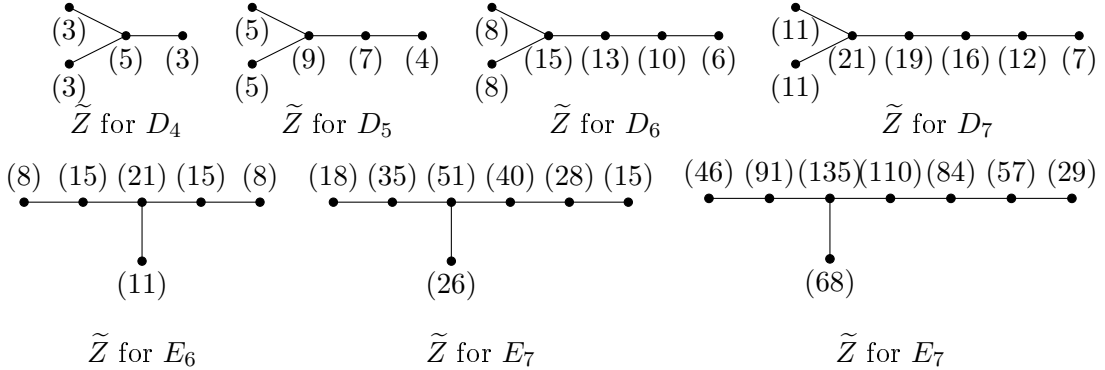 (3) (5) (8) (11)
(5) (3) (9) (7) (4) (15) (13) (10) (6) (21) (19) (16) (12) (7)
(3) (5) (8) (11)
Z̃ for D₄ Z̃ for D₅ Z̃ for D₆ Z̃ for D₇
(8) (15) (21) (15) (8) (18) (35) (51) (40) (28) (15) (46) (91) (135) (110) (84) (57) (29)
(11) (26) (68)
Z̃ for E₆ Z̃ for E₇ Z̃ for E₇